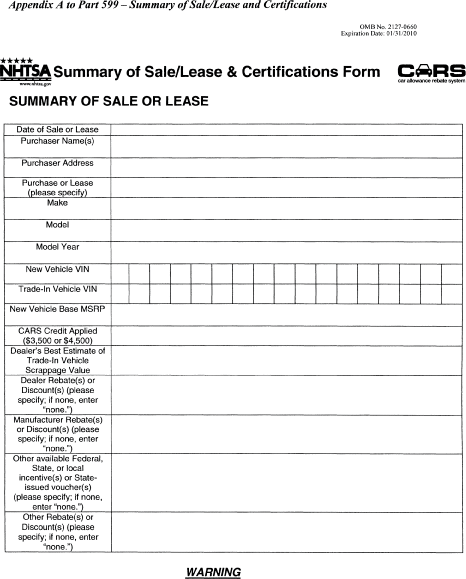 Appendix A to Part 599 – Summary of Sale/Lease and Certifications
OMB No. 2127-0660
Expiration Date: 01/31/2010
NHTSA
www.nhtsa.gov
Summary of Sale/Lease & Certifications Form
CARS
car allowance rebate system
SUMMARY OF SALE OR LEASE
Date of Sale or Lease
Purchaser Name(s)
Purchaser Address
Purchase or Lease
(please specify)
Make
Model
Model Year
New Vehicle VIN
Trade-In Vehicle VIN
New Vehicle Base MSRP
CARS Credit Applied
($3,500 or $4,500)
Dealer's Best Estimate of
Trade-In Vehicle
Scrappage Value
Dealer Rebate(s) or
Discount(s) (please
specify; if none, enter
"none.")
Manufacturer Rebate(s)
or Discount(s) (please
specify; if none, enter
"none.")
Other available Federal,
State, or local
incentive(s) or State-
issued voucher(s)
(please specify; if none,
enter "none.")
Other Rebate(s) or
Discount(s) (please
specify; if none, enter
"none.")
WARNING